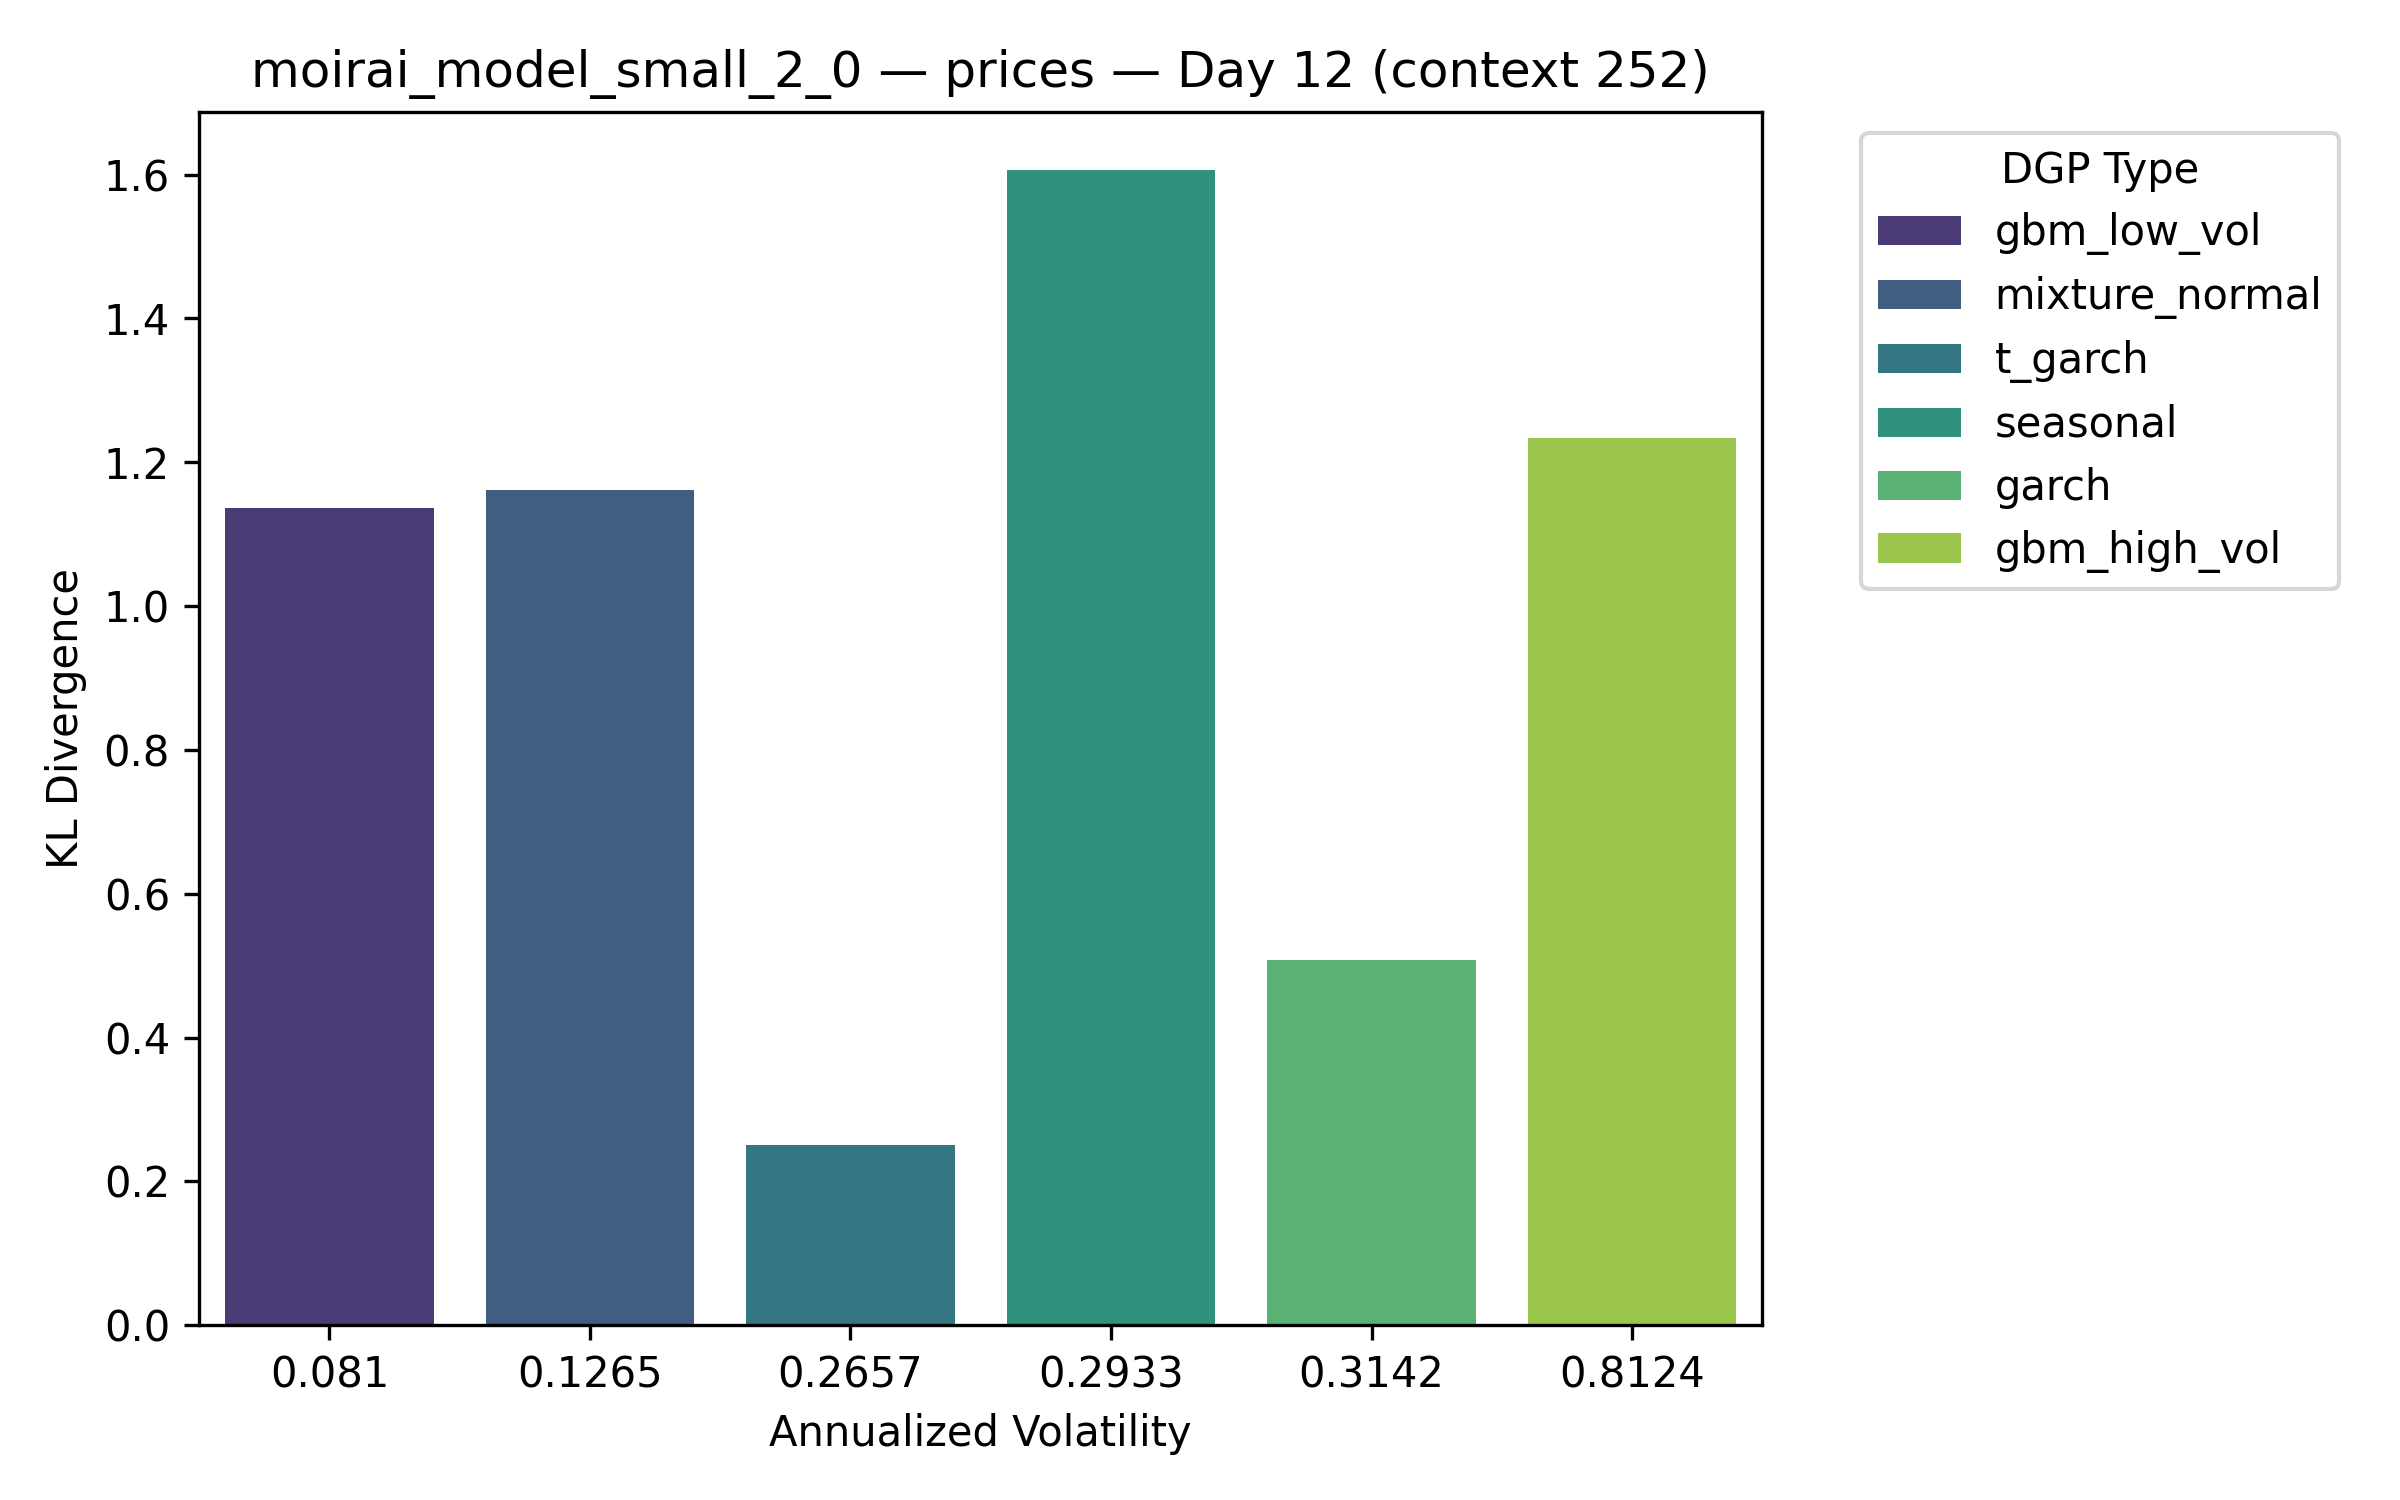 moirai_model_small_2_0 — prices — Day 12 (context 252)
KL Divergence
1.6
1.4
1.2
1.0
0.8
0.6
0.4
0.2
0.0
0.081 0.1265 0.2657 0.2933 0.3142 0.8124
Annualized Volatility
DGP Type
gbm_low_vol
mixture_normal
t_garch
seasonal
garch
gbm_high_vol